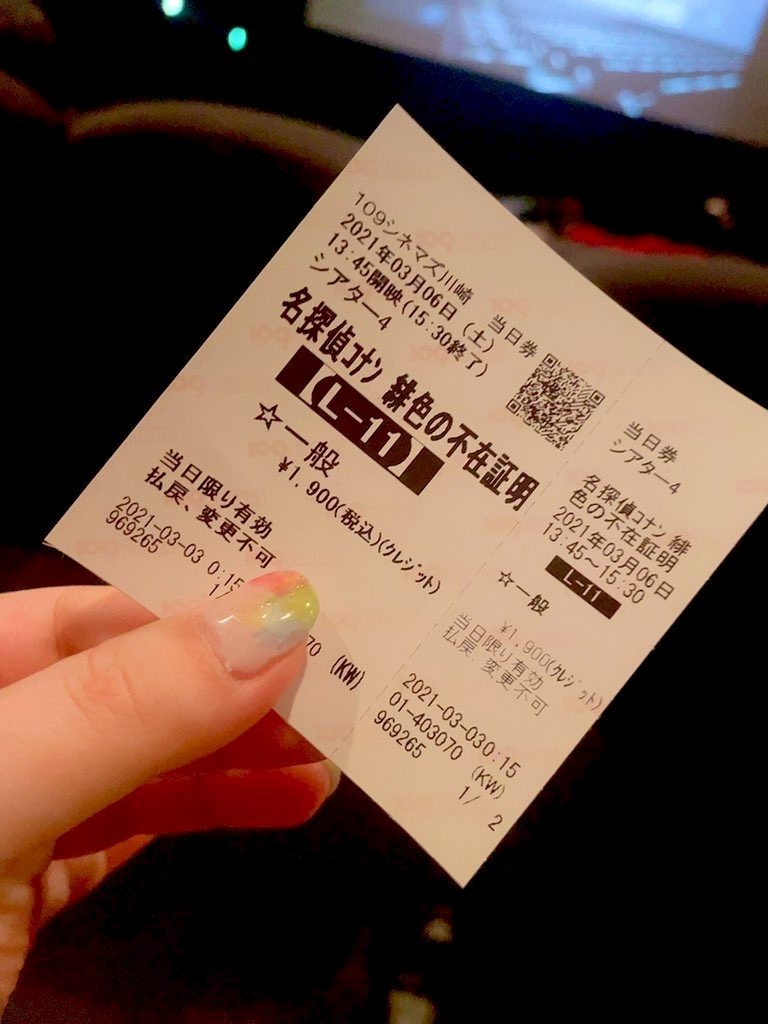 109シネマズ川崎 当日券
2021年03月06日(土)
13:45開映(15:30終了)
シアター4
名探偵コナン 緋色の不在証明
(L-11)
☆一般
¥1,900(税込)(クレジット)
当日限り有効
払戻、変更不可
2021-03-03 0:15
969265
(KW)
当日券
シアター4
名探偵コナン 緋
色の不在証明
2021年03月06日
13:45~15:30
L-11
☆一般
¥1,900(クレジット)
当日限り有効
払戻、変更不可
2021-03-030:15
01-403070 (KW)
969265 1/ 2